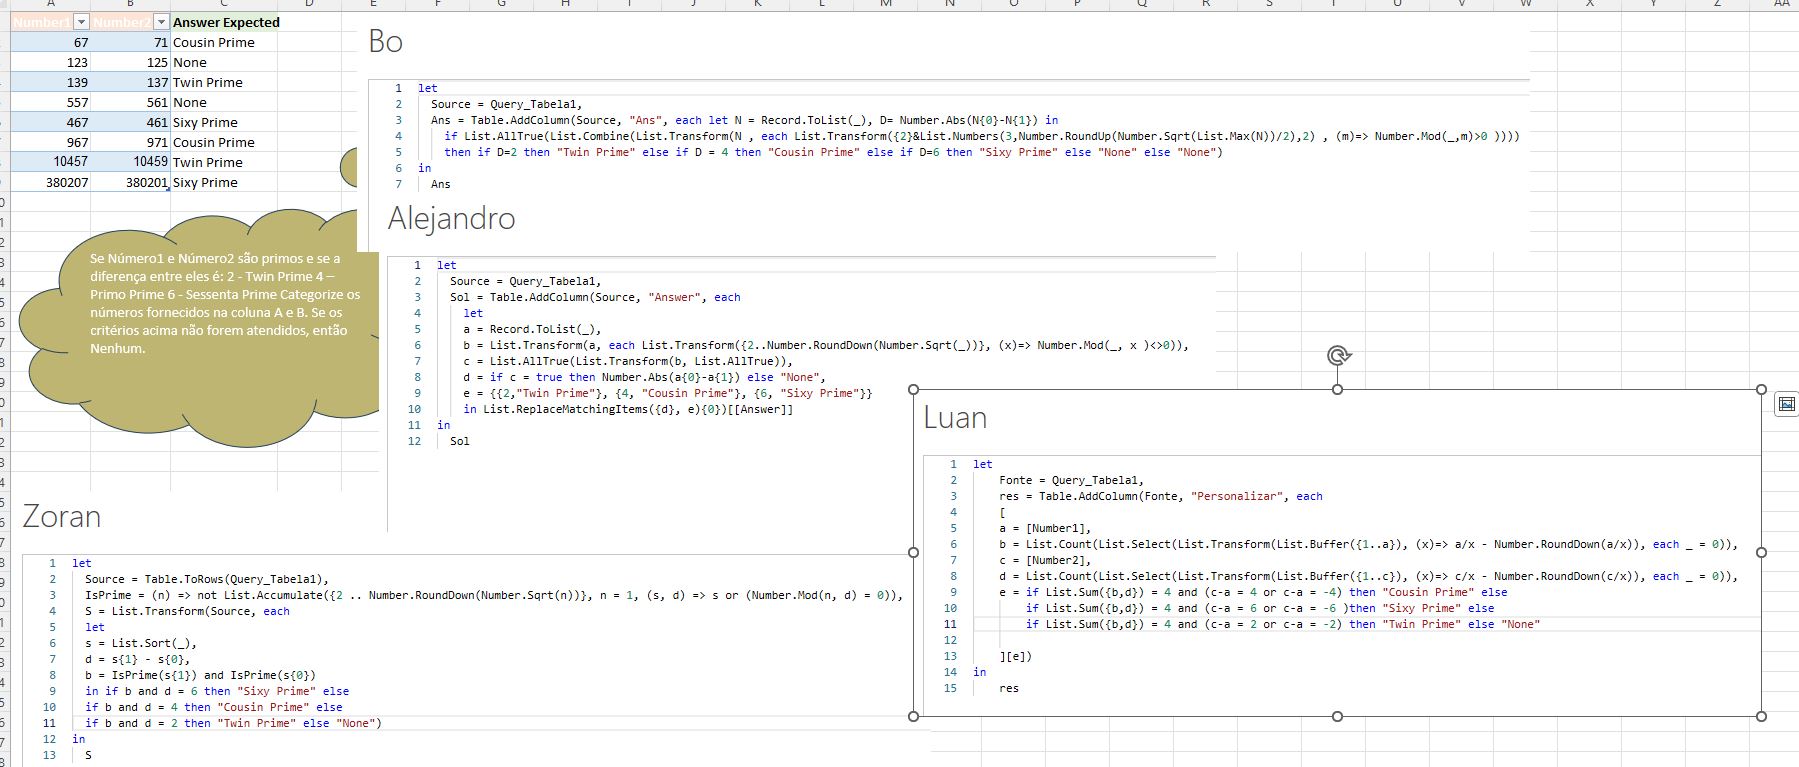 A B C D E F G H I J K L M N O P Q R S T U V W X Y Z AA
Number1 Number2 Answer Expected
67 71 Cousin Prime
123 125 None
139 137 Twin Prime
557 561 None
467 461 Sixy Prime
967 971 Cousin Prime
10457 10459 Twin Prime
380207 380201 Sixy Prime
Se Número1 e Número2 são primos e se a
diferença entre eles é: 2 - Twin Prime 4 –
Primo Prime 6 - Sessenta Prime Categorize os
números fornecidos na coluna A e B. Se os
critérios acima não forem atendidos, então
Nenhum.
Bo
1 let
2 Source = Query_Tabela1,
3 Ans = Table.AddColumn(Source, "Ans", each let N = Record.ToList(_), D= Number.Abs(N{0}-N{1}) in
4 if List.AllTrue(List.Combine(List.Transform(N , each List.Transform({2}&List.Numbers(3,Number.RoundUp(Number.Sqrt(List.Max(N))/2),2) , (m)=> Number.Mod(_,m)>0 ))))
5 then if D=2 then "Twin Prime" else if D = 4 then "Cousin Prime" else if D=6 then "Sixy Prime" else "None" else "None")
6 in
7 Ans
Alejandro
1 let
2 Source = Query_Tabela1,
3 Sol = Table.AddColumn(Source, "Answer", each
4 let
5 a = Record.ToList(_),
6 b = List.Transform(a, each List.Transform({2..Number.RoundDown(Number.Sqrt(_))}, (x)=> Number.Mod(_, x )<>0)),
7 c = List.AllTrue(List.Transform(b, List.AllTrue)),
8 d = if c = true then Number.Abs(a{0}-a{1}) else "None",
9 e = {{2,"Twin Prime"}, {4, "Cousin Prime"}, {6, "Sixy Prime"}}
10 in List.ReplaceMatchingItems({d}, e){0})[[Answer]]
11 in
12 Sol
Luan
1 let
2 Fonte = Query_Tabela1,
3 res = Table.AddColumn(Fonte, "Personalizar", each
4 [
5 a = [Number1],
6 b = List.Count(List.Select(List.Transform(List.Buffer({1..a}), (x)=> a/x - Number.RoundDown(a/x)), each _ = 0)),
7 c = [Number2],
8 d = List.Count(List.Select(List.Transform(List.Buffer({1..c}), (x)=> c/x - Number.RoundDown(c/x)), each _ = 0)),
9 e = if List.Sum({b,d}) = 4 and (c-a = 4 or c-a = -4) then "Cousin Prime" else
10 if List.Sum({b,d}) = 4 and (c-a = 6 or c-a = -6 )then "Sixy Prime" else
11 if List.Sum({b,d}) = 4 and (c-a = 2 or c-a = -2) then "Twin Prime" else "None"
12
13 ][e])
14 in
15 res
Zoran
1 let
2 Source = Table.ToRows(Query_Tabela1),
3 IsPrime = (n) => not List.Accumulate({2 .. Number.RoundDown(Number.Sqrt(n))}, n = 1, (s, d) => s or (Number.Mod(n, d) = 0)),
4 S = List.Transform(Source, each
5 let
6 s = List.Sort(_),
7 d = s{1} - s{0},
8 b = IsPrime(s{1}) and IsPrime(s{0})
9 in if b and d = 6 then "Sixy Prime" else
10 if b and d = 4 then "Cousin Prime" else
11 if b and d = 2 then "Twin Prime" else "None")
12 in
13 S